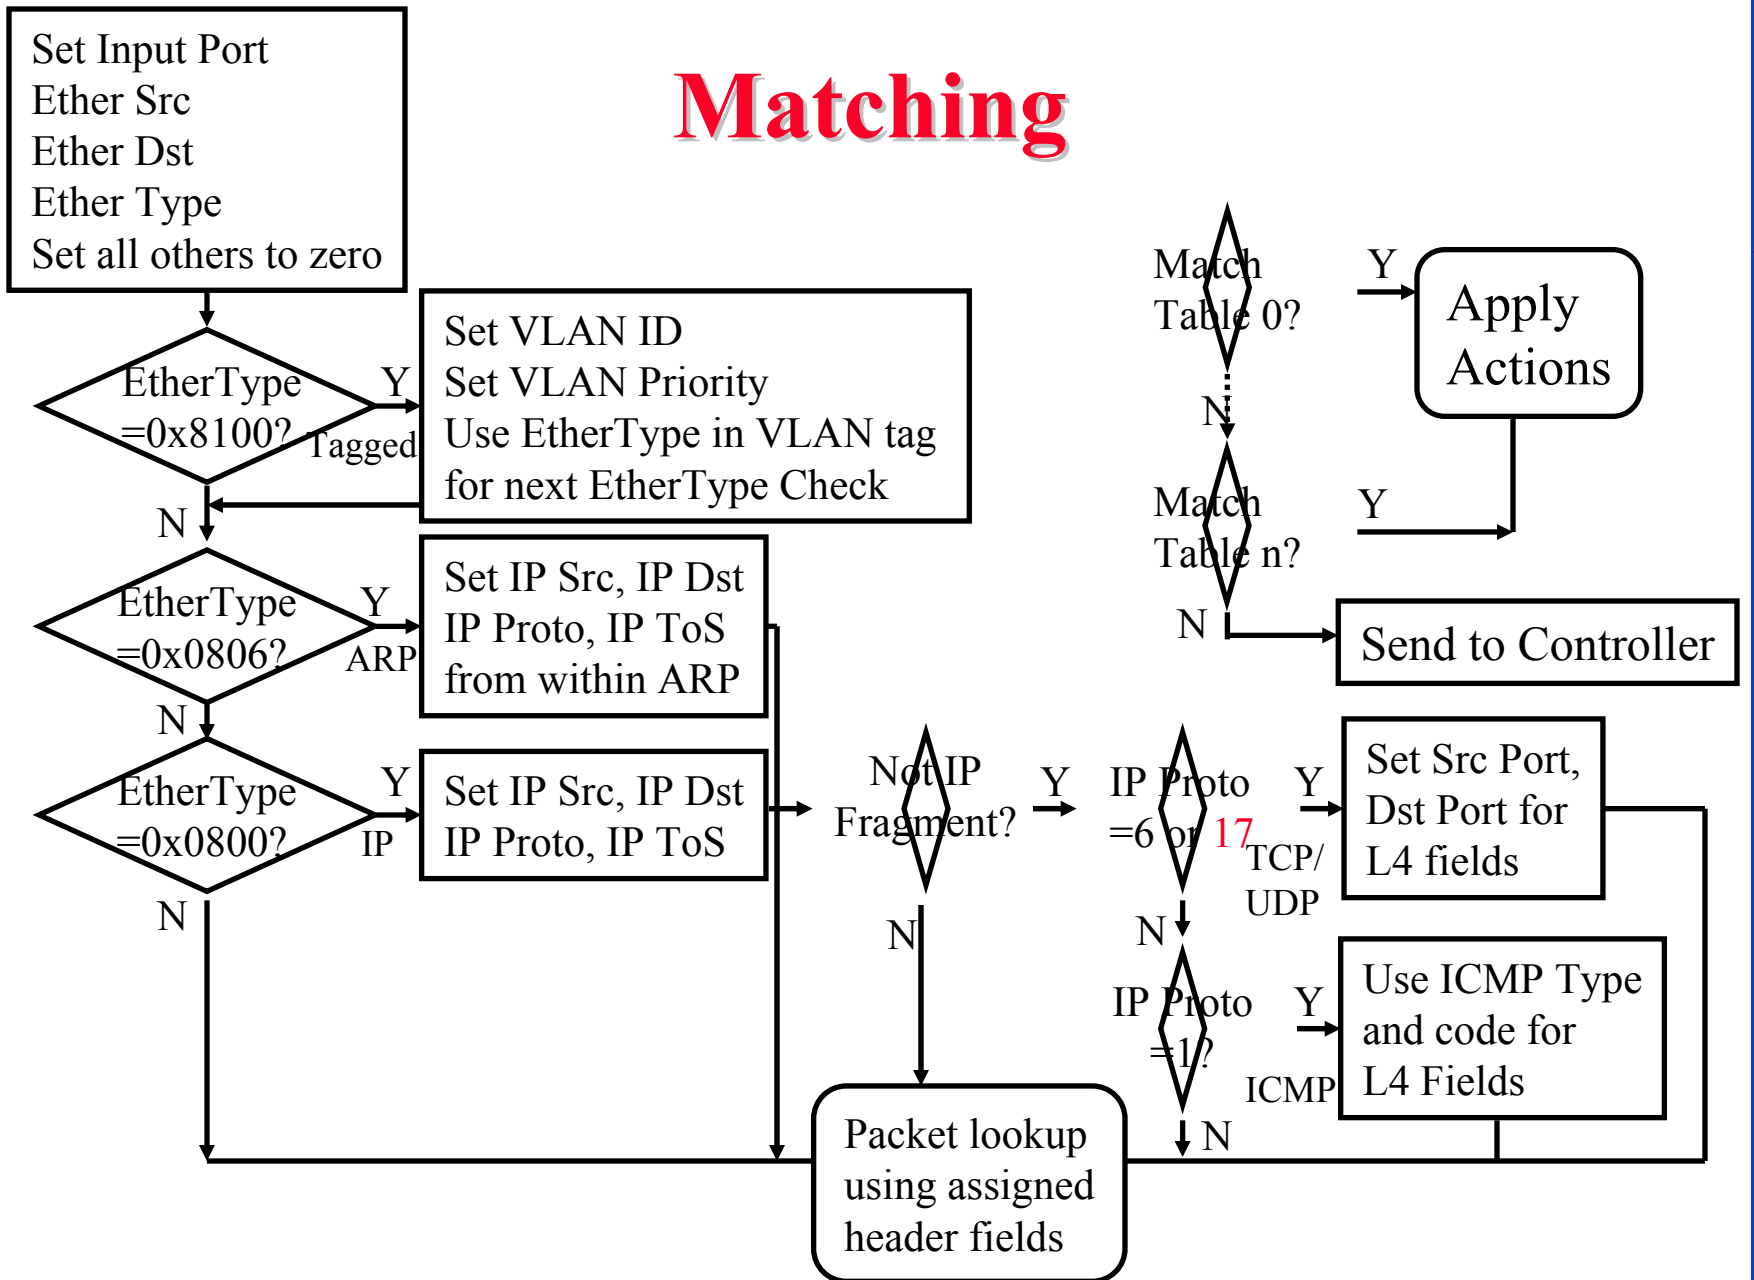 Matching
Set Input Port
Ether Src
Ether Dst
Ether Type
Set all others to zero
EtherType
=0x8100?
Y
Tagged
N
Set VLAN ID
Set VLAN Priority
Use EtherType in VLAN tag
for next EtherType Check
EtherType
=0x0806?
Y
ARP
N
Set IP Src, IP Dst
IP Proto, IP ToS
from within ARP
EtherType
=0x0800?
Y
IP
N
Set IP Src, IP Dst
IP Proto, IP ToS
Not IP
Fragment?
Y
N
IP Proto
=6 or 17
Y
TCP/
UDP
N
Set Src Port,
Dst Port for
L4 fields
IP Proto
=1?
Y
ICMP
N
Use ICMP Type
and code for
L4 Fields
Packet lookup
using assigned
header fields
Match
Table 0?
Y
N
Apply
Actions
Match
Table n?
Y
N
Send to Controller